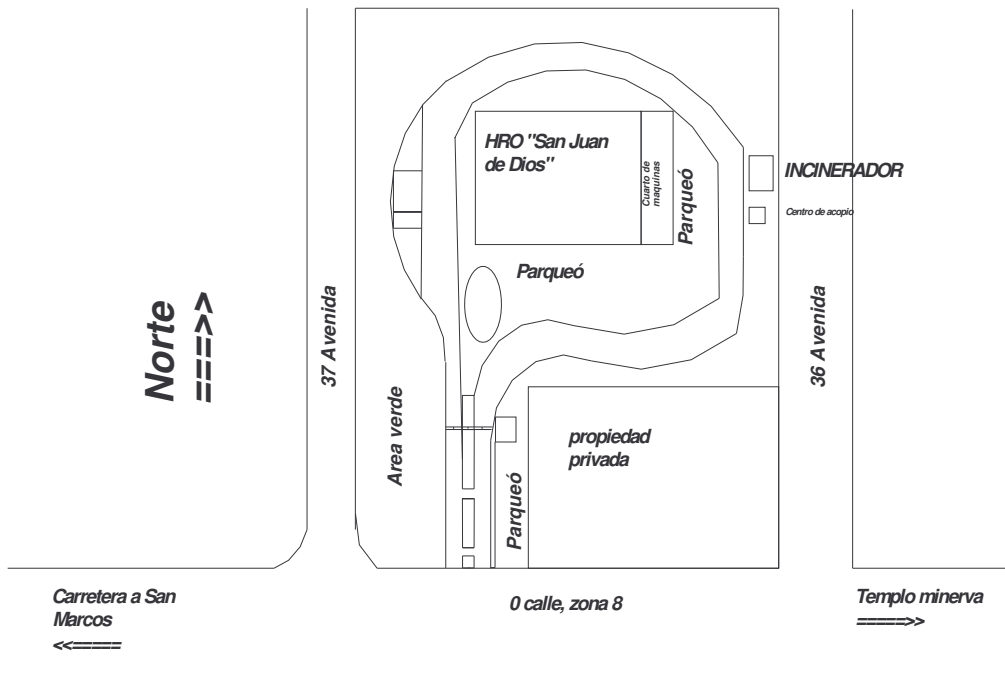 HRO "San Juan
de Dios"
Cuarto de
maquinas
Parqueó
INCINERADOR
Centro de acopio
Parqueó
Norte
===>>
37 Avenida
36 Avenida
Area verde
propiedad
privada
Parqueó
Carretera a San
Marcos
<<=====
0 calle, zona 8
Templo minerva
=====>>